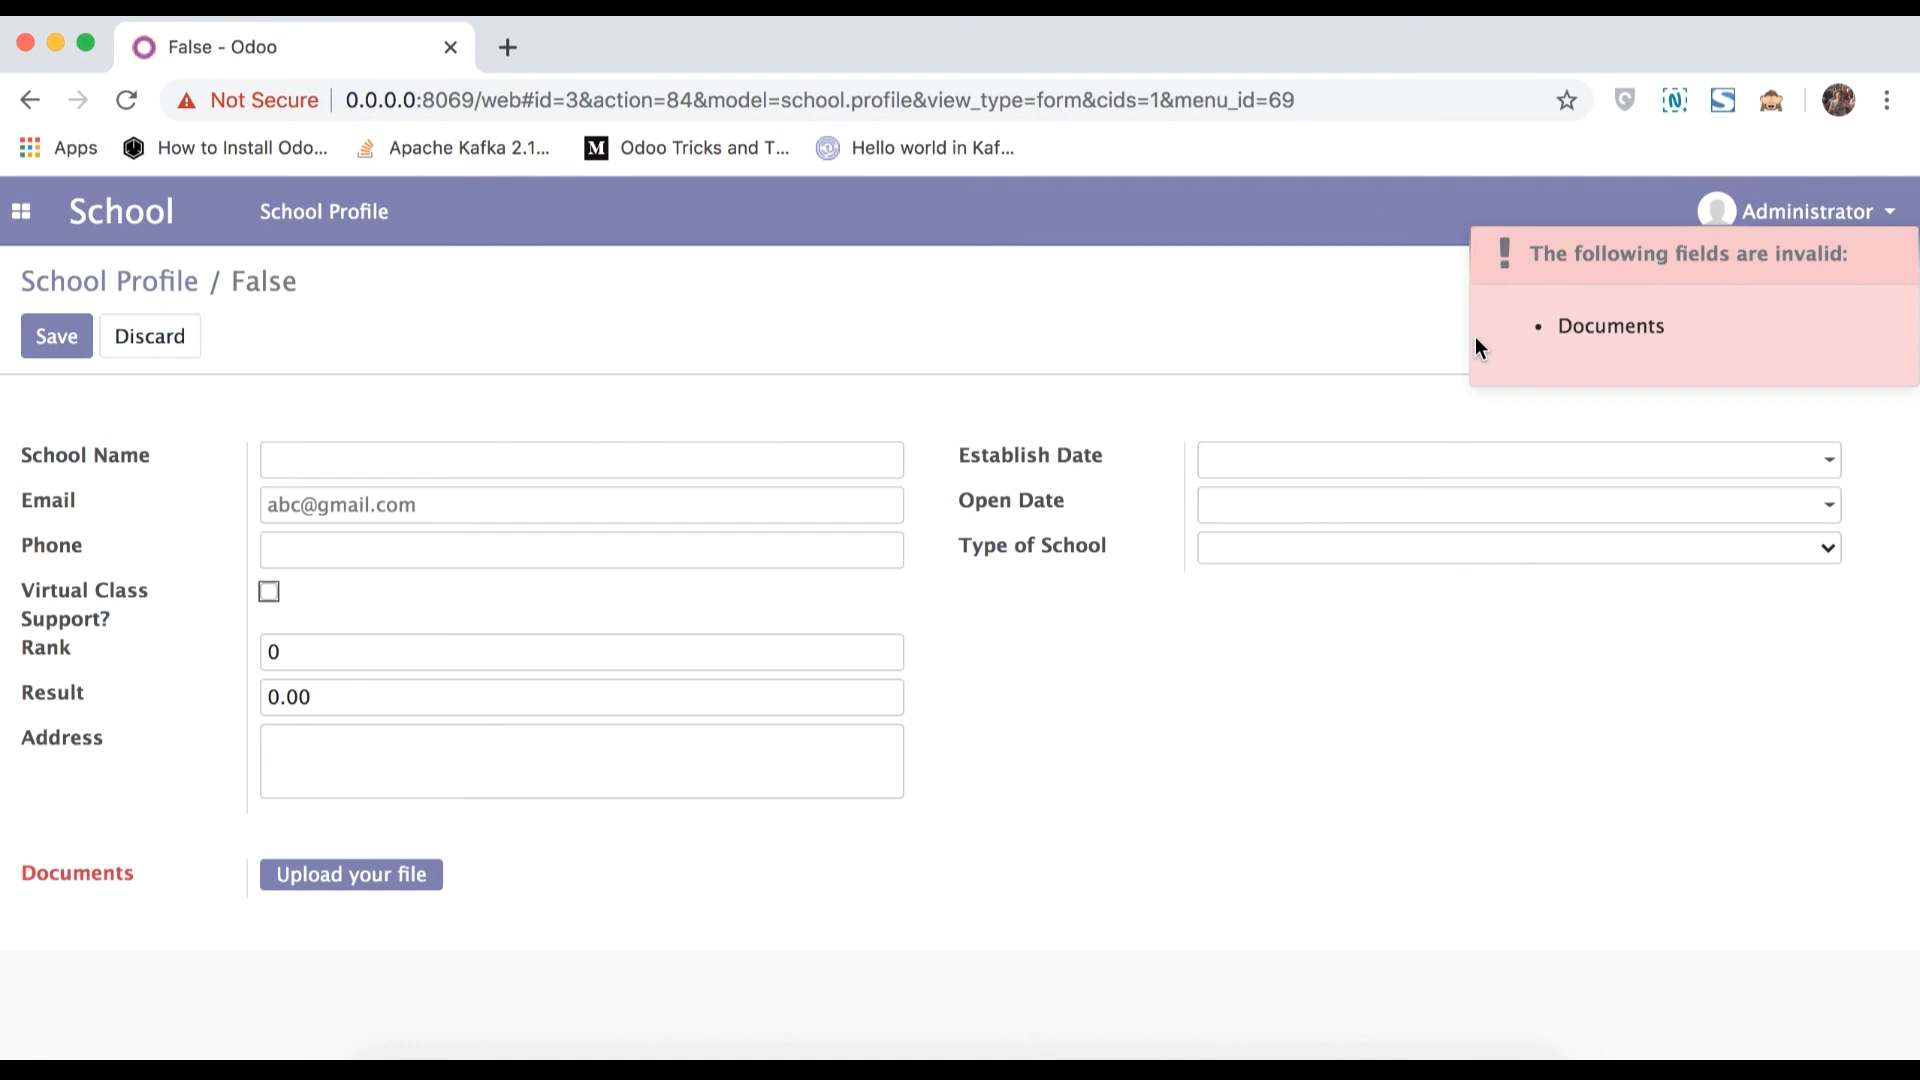 False - Odoo
Not Secure 0.0.0.0:8069/web#id=3&action=84&model=school.profile&view_type=form&cids=1&menu_id=69
Apps How to Install Odo... Apache Kafka 2.1... M Odoo Tricks and T... Hello world in Kaf...
School School Profile Administrator
! The following fields are invalid:
• Documents
School Profile / False
Save Discard
School Name
Establish Date
Email abc@gmail.com
Open Date
Phone
Type of School
Virtual Class
Support?
Rank 0
Result 0.00
Address
Documents Upload your file